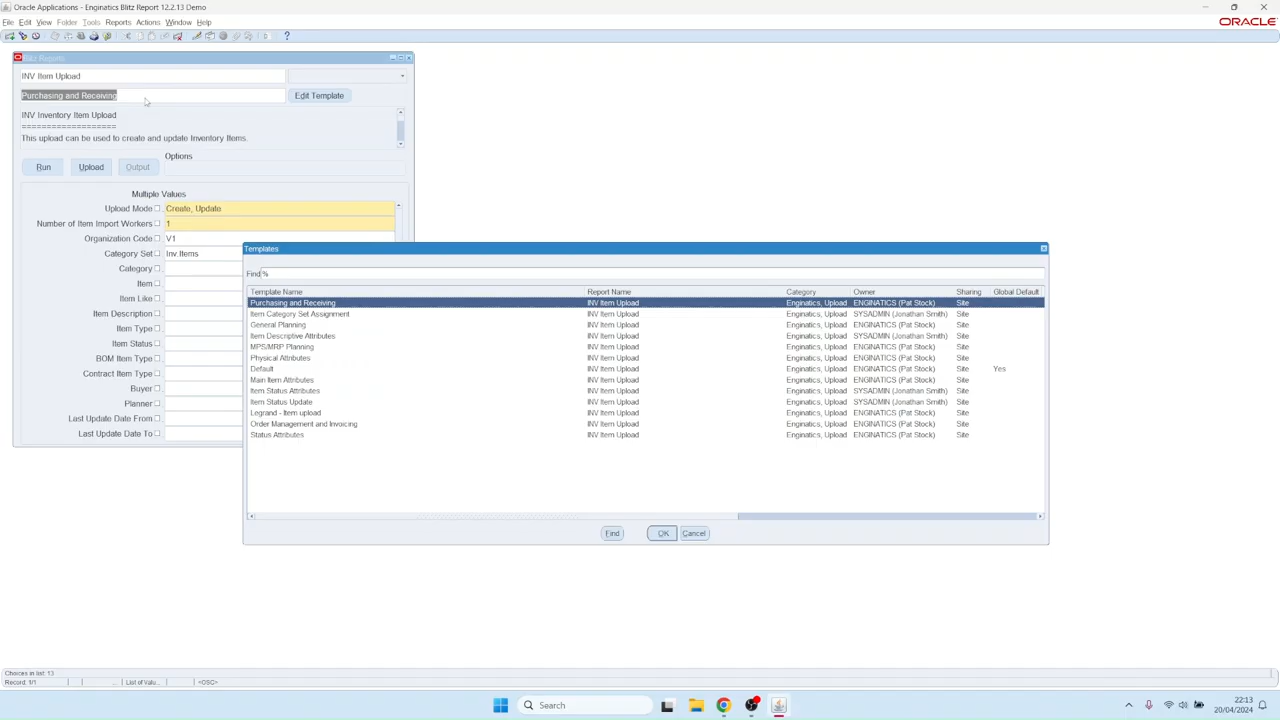 Oracle Applications - Enginatics Blitz Report 12.2.13 Demo
File Edit View Folder Tools Reports Actions Window Help
ORACLE
Blitz Reports
INV Item Upload
Purchasing and Receiving
Edit Template
INV Inventory Item Upload
====================
This upload can be used to create and update Inventory Items.
Options
Run Upload Output
Multiple Values
Upload Mode Create, Update
Number of Item Import Workers 1
Organization Code V1
Category Set Inv.Items
Category
Item
Item Like
Item Description
Item Type
Item Status
BOM Item Type
Contract Item Type
Buyer
Planner
Last Update Date From
Last Update Date To
Templates
Find %
Template Name Report Name Category Owner Sharing Global Default
Purchasing and Receiving INV Item Upload Enginatics, Upload ENGINATICS (Pat Stock) Site
Item Category Set Assignment INV Item Upload Enginatics, Upload SYSADMIN (Jonathan Smith) Site
General Planning INV Item Upload Enginatics, Upload ENGINATICS (Pat Stock) Site
Item Descriptive Attributes INV Item Upload Enginatics, Upload SYSADMIN (Jonathan Smith) Site
MPS/MRP Planning INV Item Upload Enginatics, Upload ENGINATICS (Pat Stock) Site
Physical Attributes INV Item Upload Enginatics, Upload ENGINATICS (Pat Stock) Site
Default INV Item Upload Enginatics, Upload ENGINATICS (Pat Stock) Site Yes
Main Item Attributes INV Item Upload Enginatics, Upload ENGINATICS (Pat Stock) Site
Item Status Attributes INV Item Upload Enginatics, Upload SYSADMIN (Jonathan Smith) Site
Item Status Update INV Item Upload Enginatics, Upload SYSADMIN (Jonathan Smith) Site
Legrand - Item upload INV Item Upload Enginatics, Upload ENGINATICS (Pat Stock) Site
Order Management and Invoicing INV Item Upload Enginatics, Upload ENGINATICS (Pat Stock) Site
Status Attributes INV Item Upload Enginatics, Upload ENGINATICS (Pat Stock) Site
Find OK Cancel
Choices in list: 13
Record: 1/1 ... List of Valu... <OSC>
Search
22:13
20/04/2024